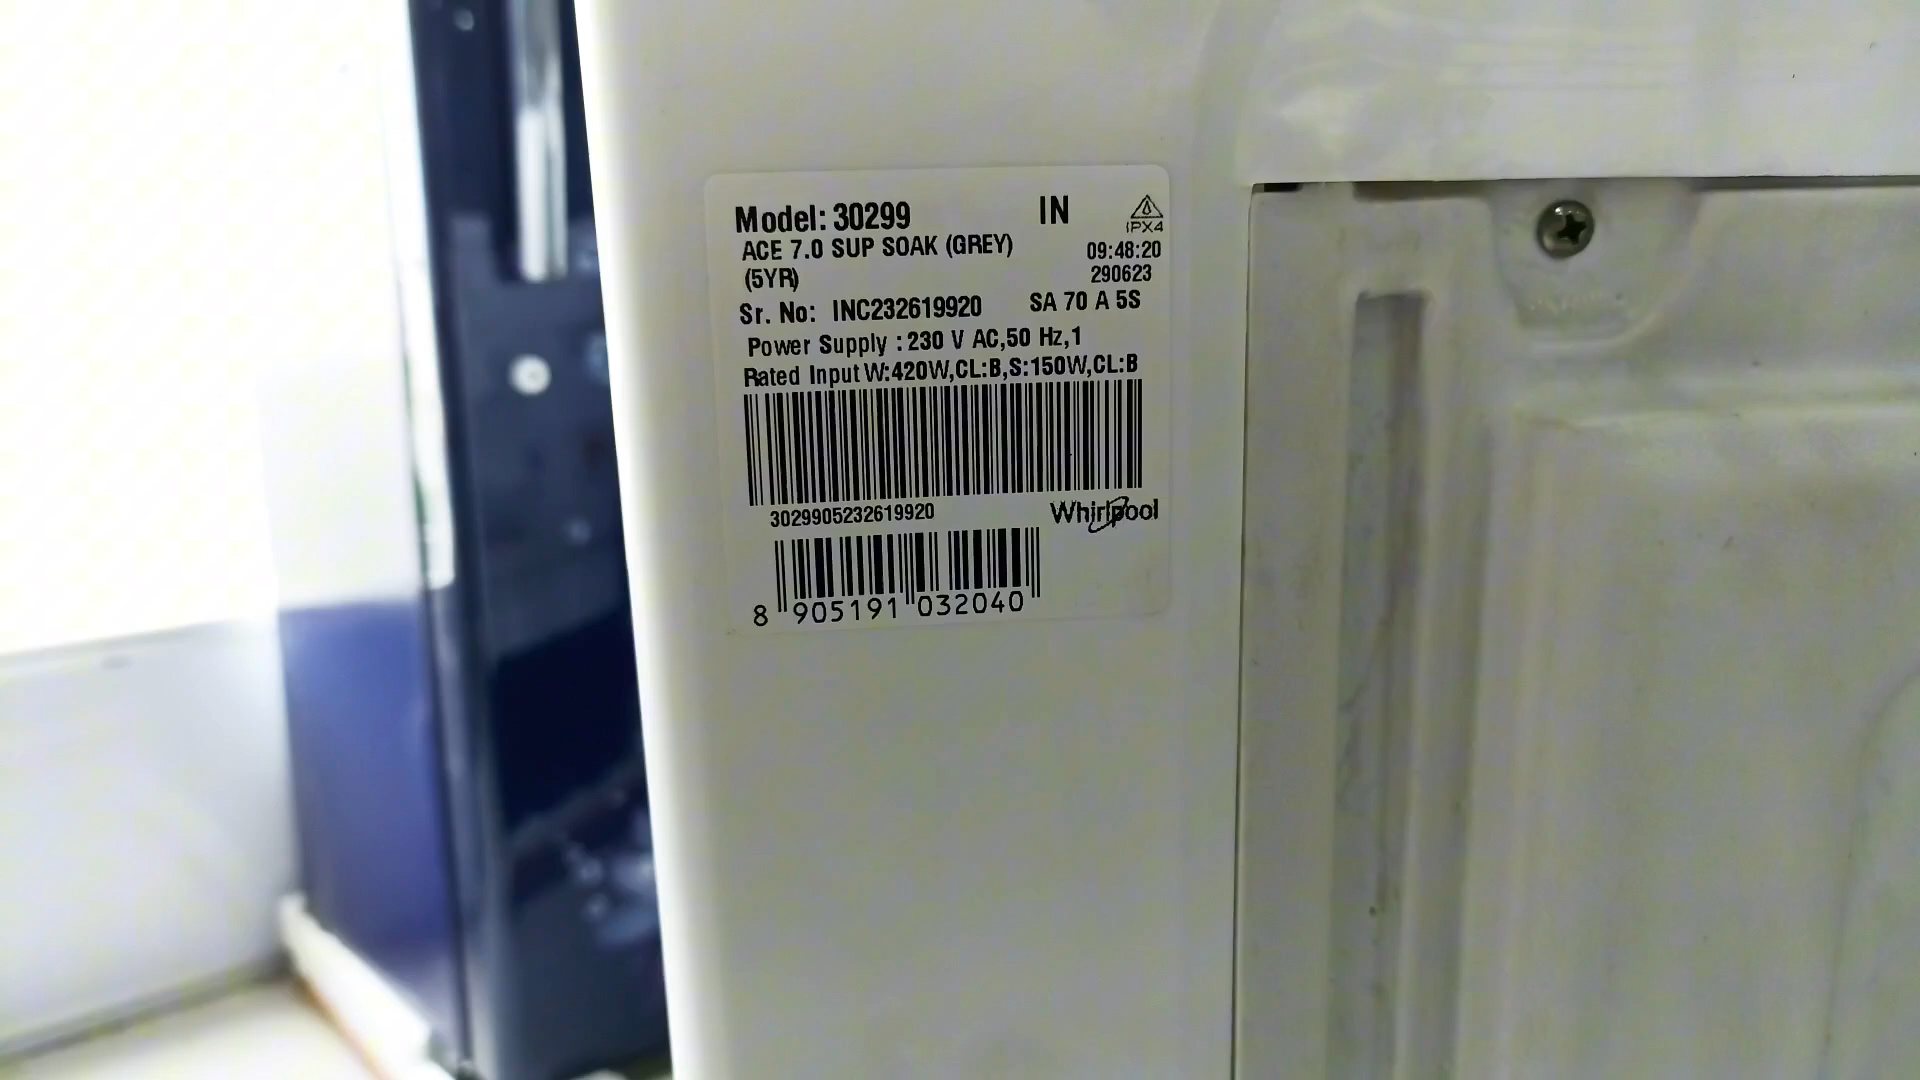 Model: 30299 IN
IPX4
ACE 7.0 SUP SOAK (GREY) 09:48:20
(5YR) 290623
Sr. No: INC232619920 SA 70 A 5S
Power Supply : 230 V AC,50 Hz,1
Rated Input W:420W,CL:B,S:150W,CL:B
3029905232619920 Whirlpool
8 905191 032040